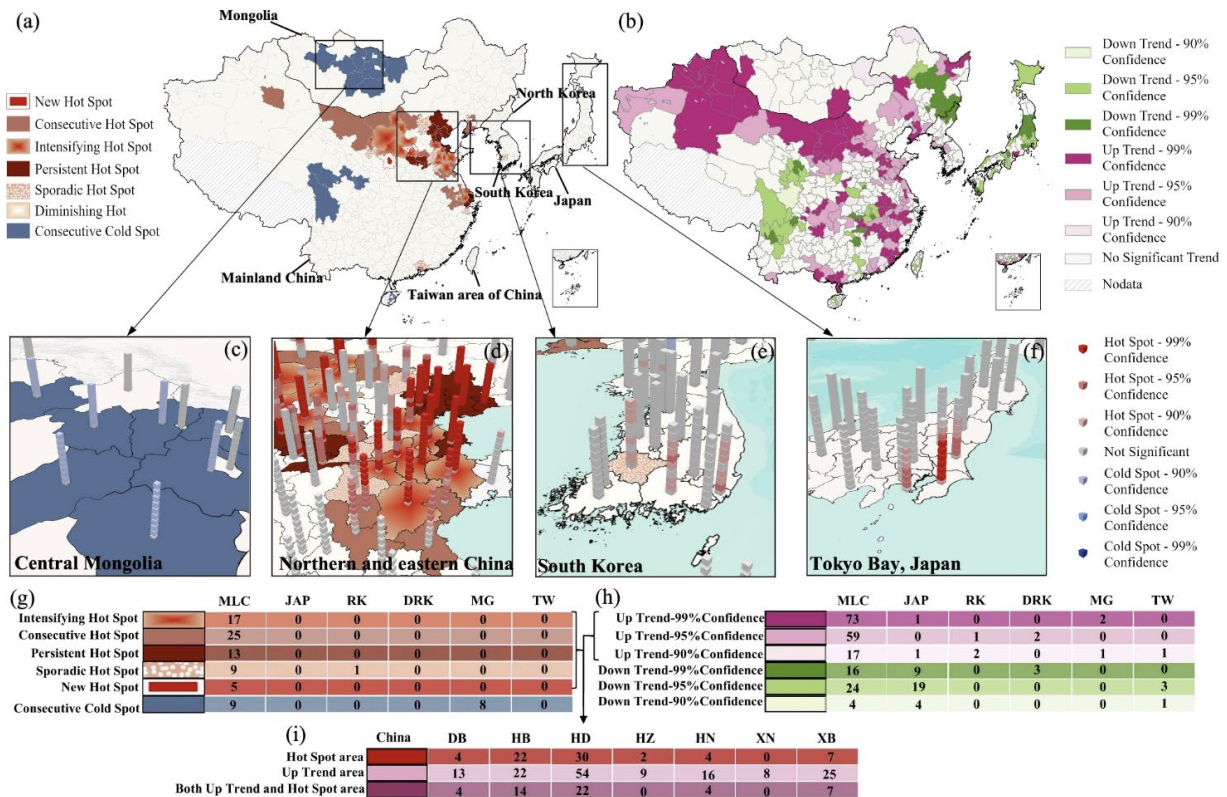 (a)
Mongolia
New Hot Spot
Consecutive Hot Spot
Intensifying Hot Spot
Persistent Hot Spot
Sporadic Hot Spot
Diminishing Hot
Consecutive Cold Spot
North Korea
South Korea
Japan
Mainland China
Taiwan area of China
(b)
Down Trend - 90%
Confidence
Down Trend - 95%
Confidence
Down Trend - 99%
Confidence
Up Trend - 99%
Confidence
Up Trend - 95%
Confidence
Up Trend - 90%
Confidence
No Significant Trend
Nodata
(c)
Central Mongolia
(d)
Northern and eastern China
(e)
South Korea
(f)
Tokyo Bay, Japan
Hot Spot - 99%
Confidence
Hot Spot - 95%
Confidence
Hot Spot - 90%
Confidence
Not Significant
Cold Spot - 90%
Confidence
Cold Spot - 95%
Confidence
Cold Spot - 99%
Confidence
(g)
MLC JAP RK DRK MG TW
Intensifying Hot Spot 17 0 0 0 0 0
Consecutive Hot Spot 25 0 0 0 0 0
Persistent Hot Spot 13 0 0 0 0 0
Sporadic Hot Spot 9 0 1 0 0 0
New Hot Spot 5 0 0 0 0 0
Consecutive Cold Spot 9 0 0 0 8 0
(h)
MLC JAP RK DRK MG TW
Up Trend-99%Confidence 73 1 0 0 2 0
Up Trend-95%Confidence 59 0 1 2 0 0
Up Trend-90%Confidence 17 1 2 0 1 1
Down Trend-99%Confidence 16 9 0 3 0 0
Down Trend-95%Confidence 24 19 0 0 0 3
Down Trend-90%Confidence 4 4 0 0 0 1
(i)
China DB HB HD HZ HN XN XB
Hot Spot area 4 22 30 2 4 0 7
Up Trend area 13 22 54 9 16 8 25
Both Up Trend and Hot Spot area 4 14 22 0 4 0 7